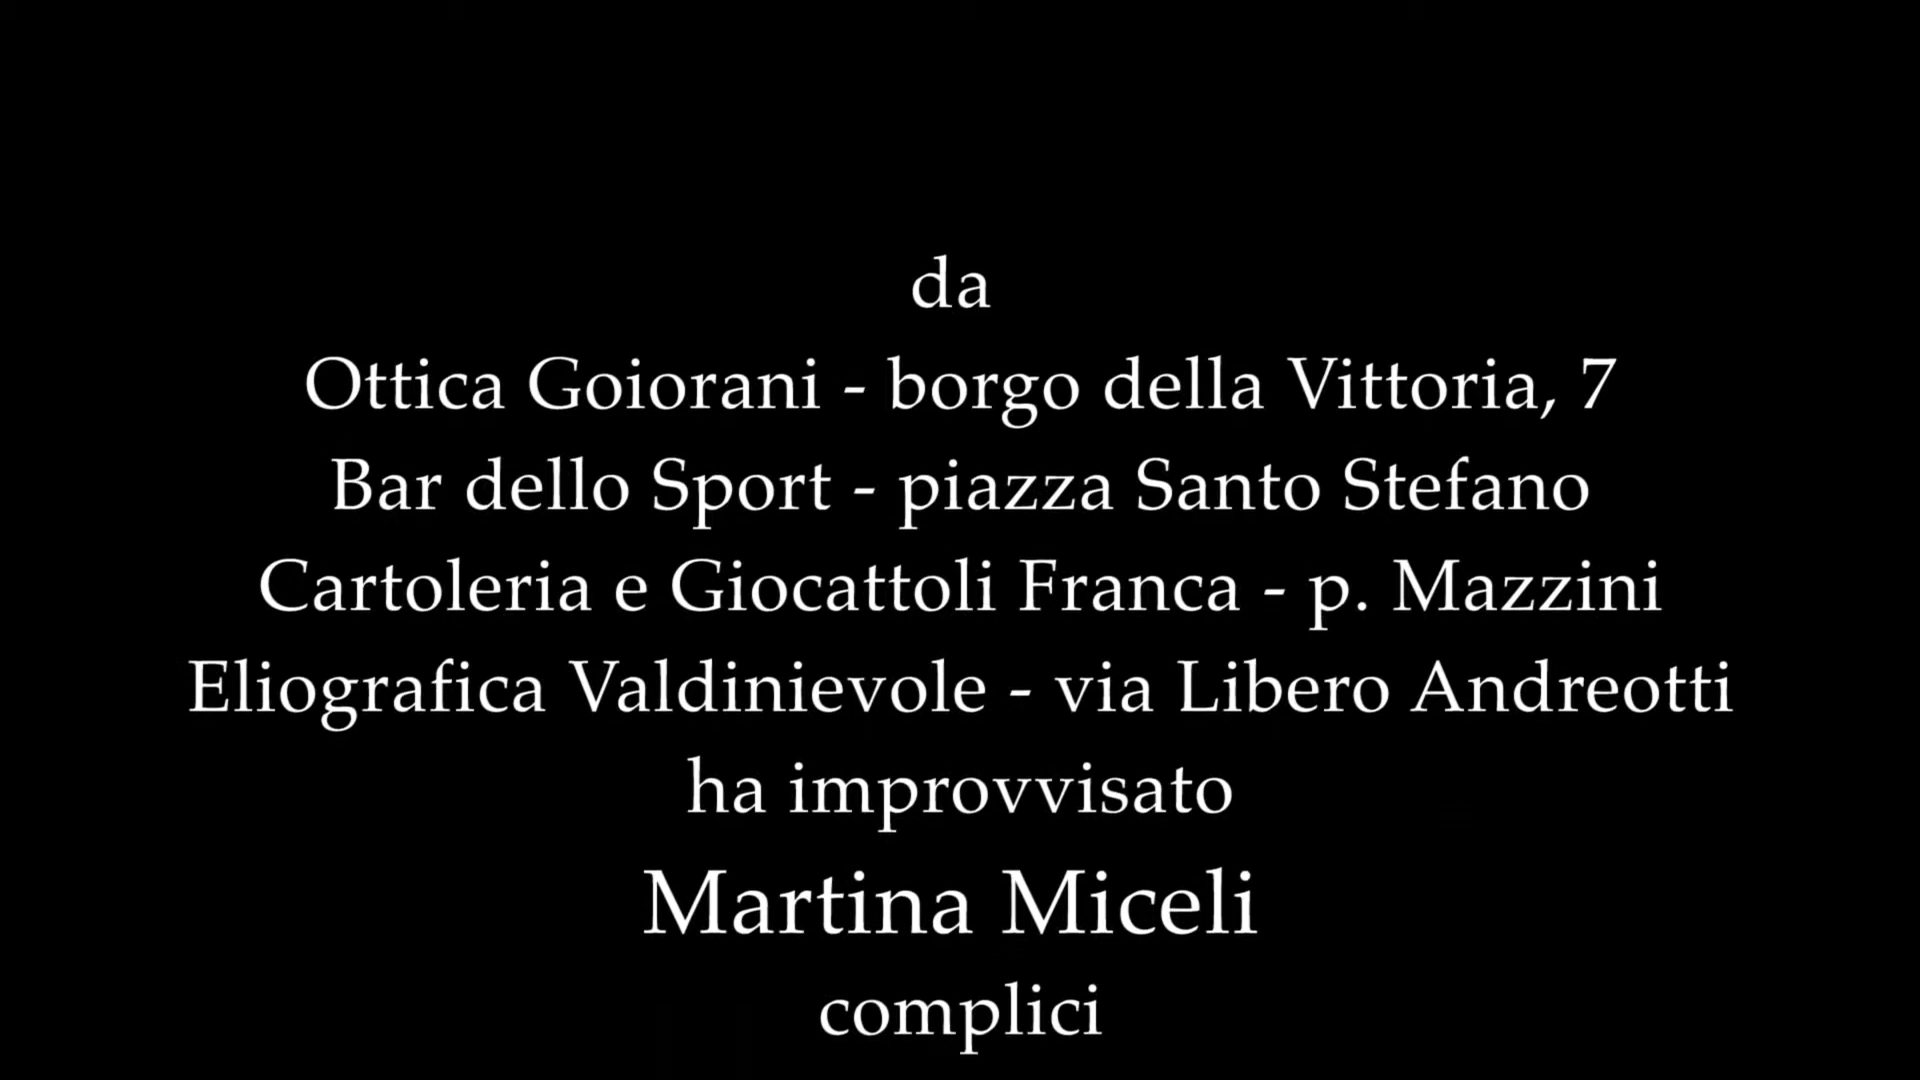 da
Ottica Goiorani - borgo della Vittoria, 7
Bar dello Sport - piazza Santo Stefano
Cartoleria e Giocattoli Franca - p. Mazzini
Eliografica Valdinievole - via Libero Andreotti
ha improvvisato
Martina Miceli
complici